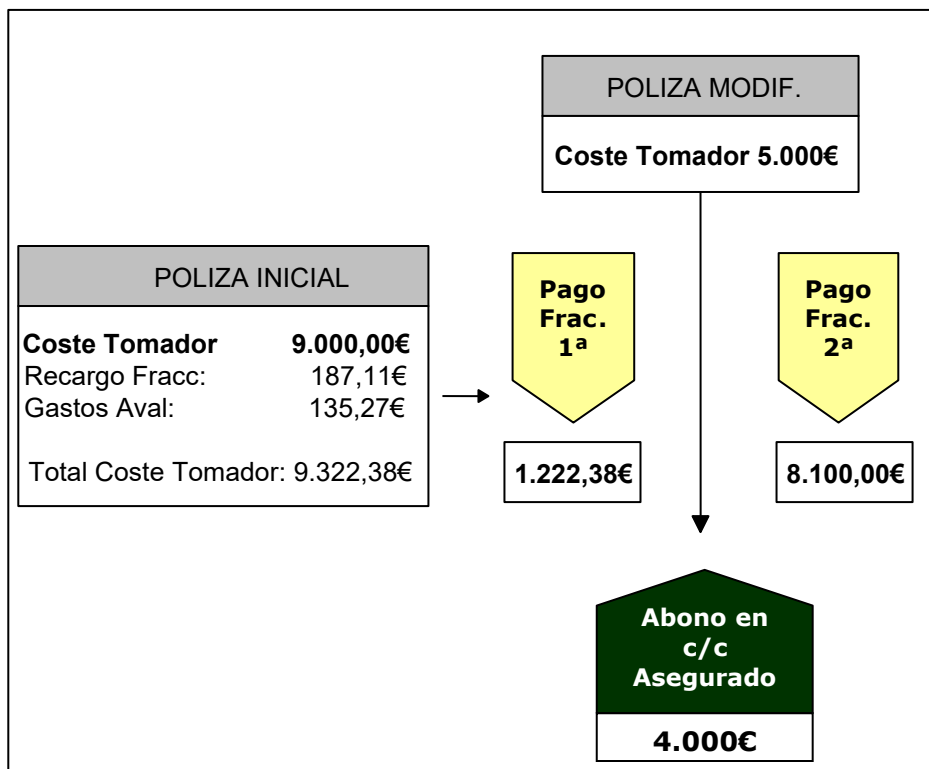 POLIZA MODIF.
Coste Tomador 5.000€
POLIZA INICIAL
Coste Tomador 9.000,00€
Recargo Fracc: 187,11€
Gastos Aval: 135,27€
Total Coste Tomador: 9.322,38€
Pago
Frac.
1ª
1.222,38€
Pago
Frac.
2ª
8.100,00€
Abono en
c/c
Asegurado
4.000€